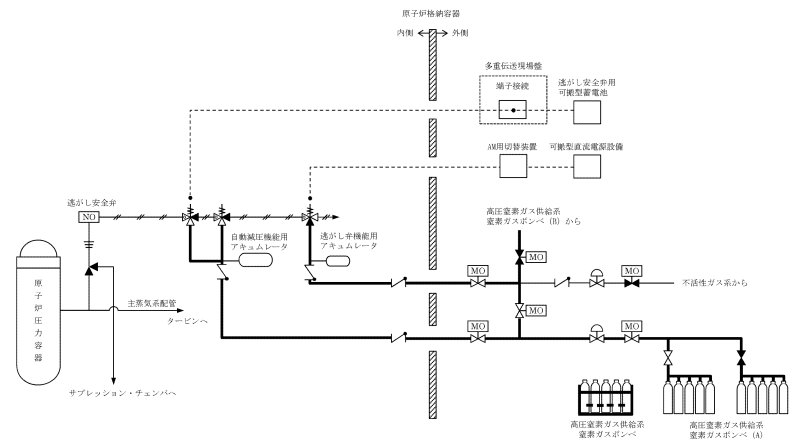 原子炉格納容器
内側
外側
多重伝送現場盤
端子接続
逃がし安全弁用
可搬型蓄電池
AM用切替装置
可搬型直流電源設備
逃がし安全弁
NO
高圧窒素ガス供給系
窒素ガスボンベ（B）から
自動減圧機能用
アキュムレータ
逃がし弁機能用
アキュムレータ
MO
MO
MO
不活性ガス系から
原子炉圧力容器
主蒸気系配管
タービンへ
MO
MO
MO
サプレッション・チェンバへ
高圧窒素ガス供給系
窒素ガスボンベ
高圧窒素ガス供給系
窒素ガスボンベ（A）